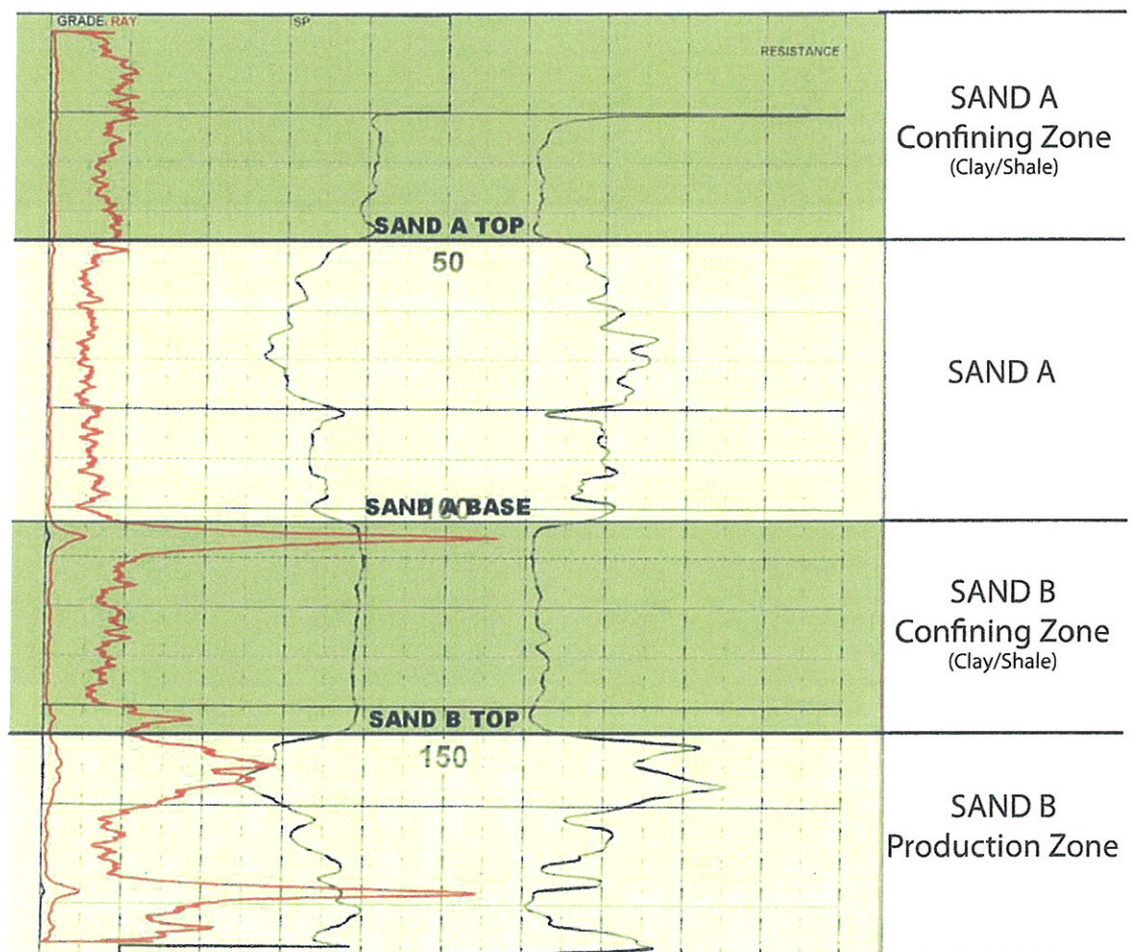 GRADE RAY SP
RESISTANCE
SAND A
Confining Zone
(Clay/Shale)
SAND A TOP
50
SAND A
SAND A BASE
100
SAND B
Confining Zone
(Clay/Shale)
SAND B TOP
150
SAND B
Production Zone